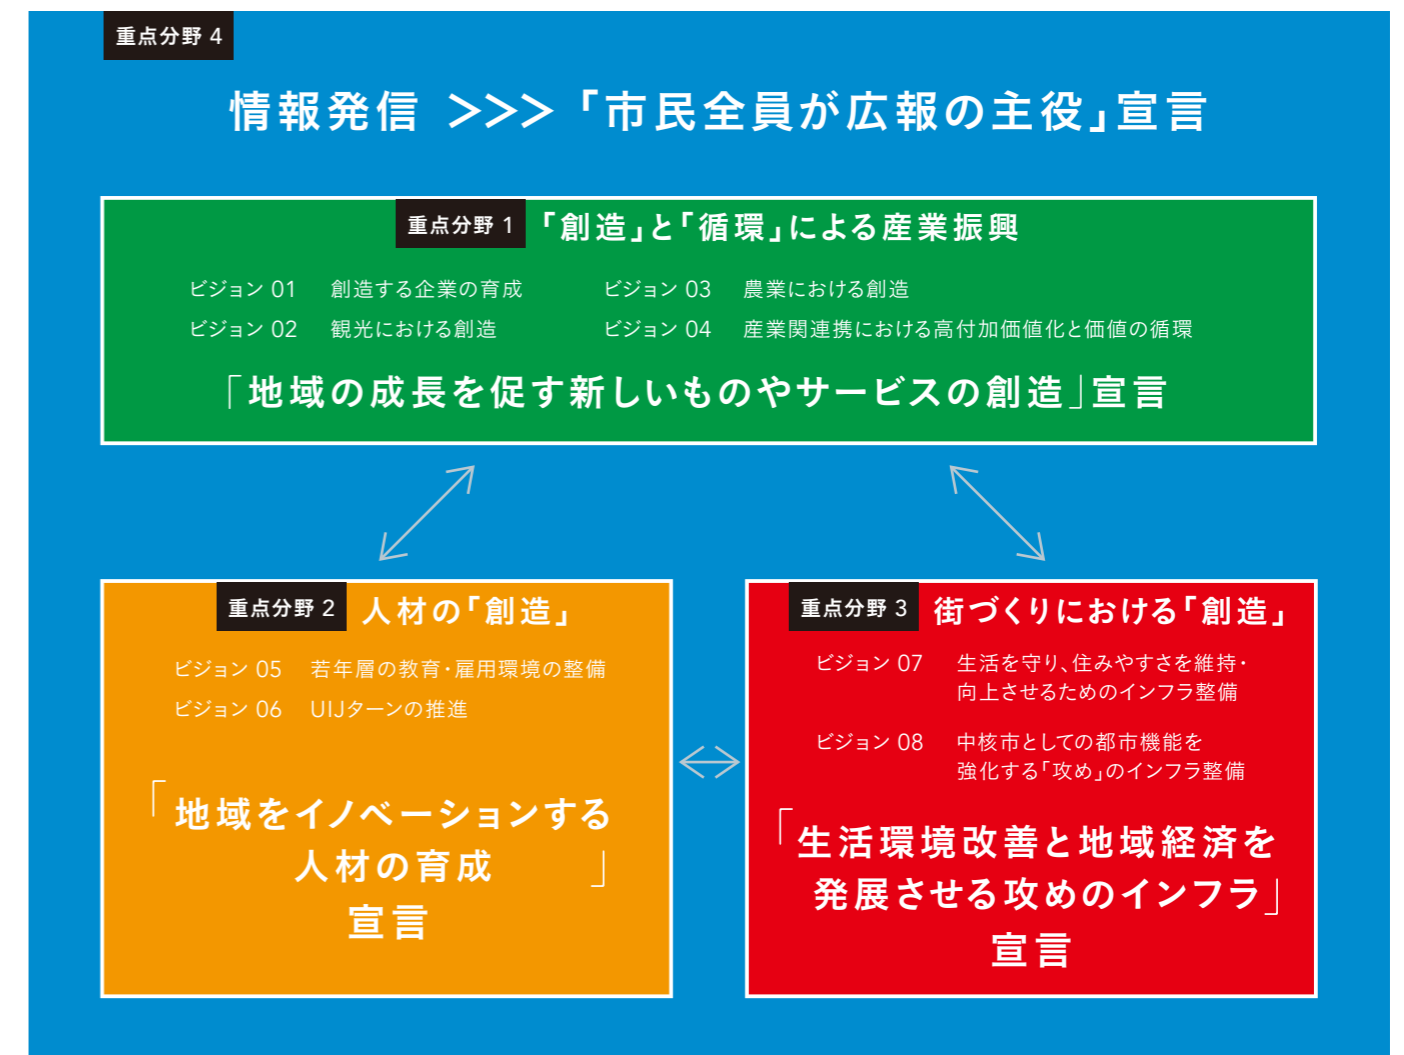 重点分野 4
情報発信 >>>「市民全員が広報の主役」宣言
重点分野 1 「創造」と「循環」による産業振興
ビジョン 01 創造する企業の育成 ビジョン 03 農業における創造
ビジョン 02 観光における創造 ビジョン 04 産業関連携における高付加価値化と価値の循環
「地域の成長を促す新しいものやサービスの創造」宣言
重点分野 2 人材の「創造」
ビジョン 05 若年層の教育・雇用環境の整備
ビジョン 06 UIJターンの推進
「地域をイノベーションする
人材の育成」
宣言
重点分野 3 街づくりにおける「創造」
ビジョン 07 生活を守り、住みやすさを維持・
向上させるためのインフラ整備
ビジョン 08 中核市としての都市機能を
強化する「攻め」のインフラ整備
「生活環境改善と地域経済を
発展させる攻めのインフラ」
宣言